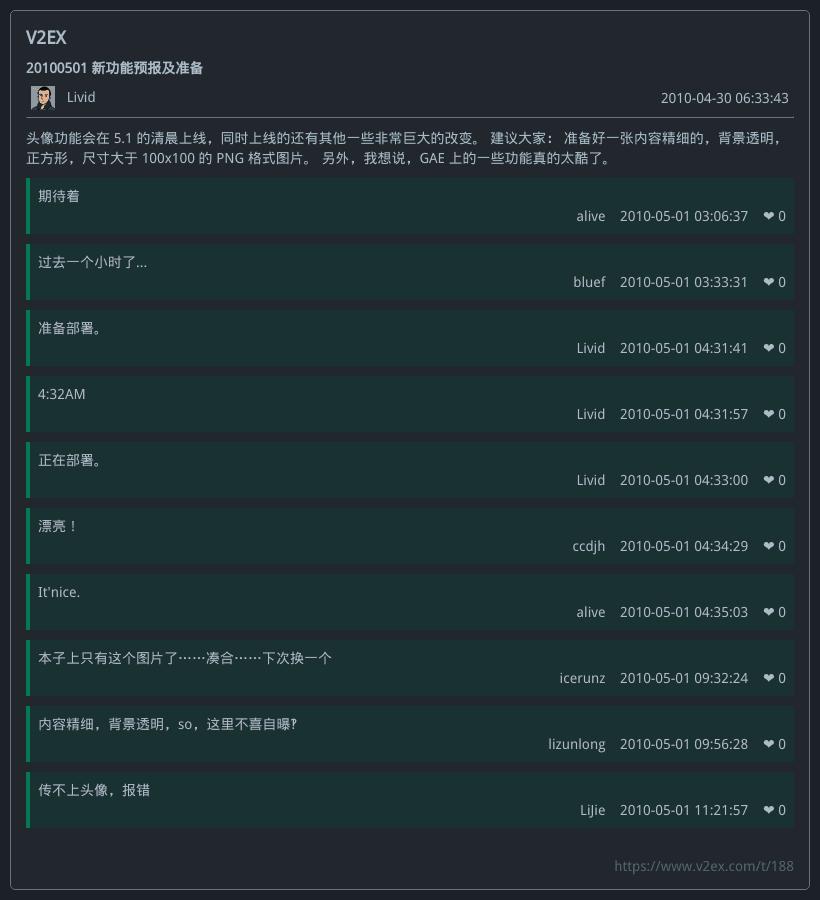 V2EX
20100501 新功能预报及准备
Livid 2010-04-30 06:33:43
头像功能会在 5.1 的清晨上线，同时上线的还有其他一些非常巨大的改变。 建议大家： 准备好一张内容精细的，背景透明，
正方形，尺寸大于 100x100 的 PNG 格式图片。 另外，我想说，GAE 上的一些功能真的太酷了。
期待着
alive 2010-05-01 03:06:37 ❤ 0
过去一个小时了...
bluef 2010-05-01 03:33:31 ❤ 0
准备部署。
Livid 2010-05-01 04:31:41 ❤ 0
4:32AM
Livid 2010-05-01 04:31:57 ❤ 0
正在部署。
Livid 2010-05-01 04:33:00 ❤ 0
漂亮！
ccdjh 2010-05-01 04:34:29 ❤ 0
It'nice.
alive 2010-05-01 04:35:03 ❤ 0
本子上只有这个图片了……凑合……下次换一个
icerunz 2010-05-01 09:32:24 ❤ 0
内容精细，背景透明，so，这里不喜自曝‽
lizunlong 2010-05-01 09:56:28 ❤ 0
传不上头像，报错
LiJie 2010-05-01 11:21:57 ❤ 0
https://www.v2ex.com/t/188